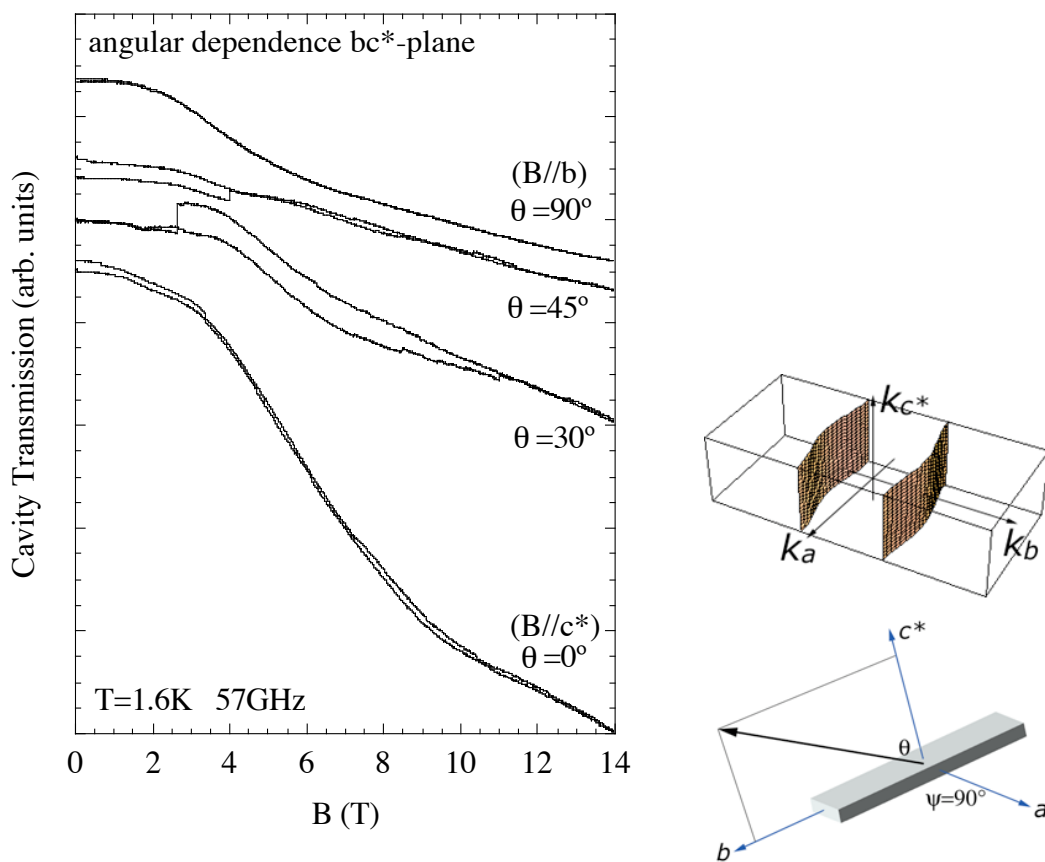 angular dependence bc*-plane
Cavity Transmission (arb. units)
(B//b)
θ=90º
θ=45º
θ=30º
(B//c*)
θ=0º
T=1.6K 57GHz
0 2 4 6 8 10 12 14
B (T)
kc*
ka
kb
c*
θ
ψ=90°
a
b